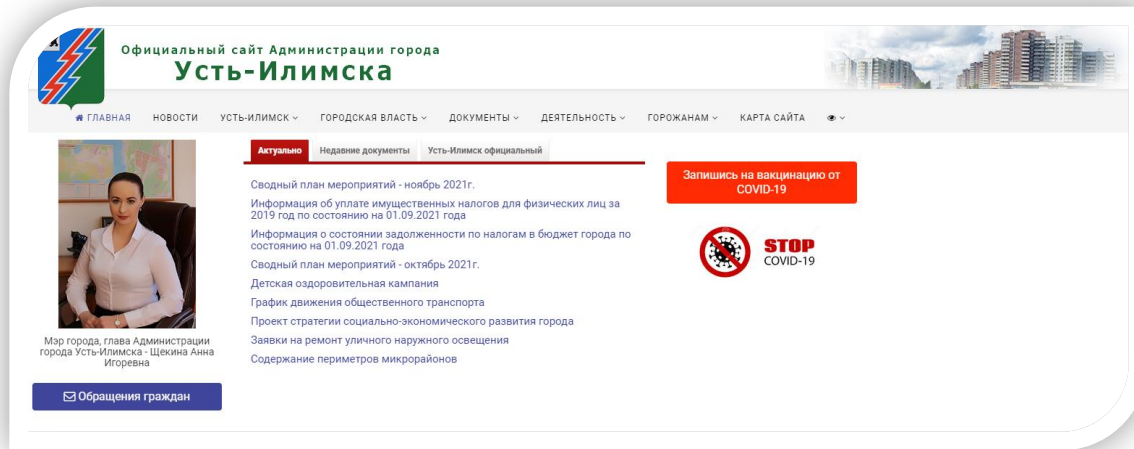 Официальный сайт Администрации города
Усть-Илимска
ГЛАВНАЯ НОВОСТИ УСТЬ-ИЛИМСК ГОРОДСКАЯ ВЛАСТЬ ДОКУМЕНТЫ ДЕЯТЕЛЬНОСТЬ ГОРОЖАНАМ КАРТА САЙТА
Мэр города, глава Администрации
города Усть-Илимска - Щекина Анна
Игоревна
Обращения граждан
Актуально Недавние документы Усть-Илимск официальный
Сводный план мероприятий - ноябрь 2021г.
Информация об уплате имущественных налогов для физических лиц за
2019 год по состоянию на 01.09.2021 года
Информация о состоянии задолженности по налогам в бюджет города по
состоянию на 01.09.2021 года
Сводный план мероприятий - октябрь 2021г.
Детская оздоровительная кампания
График движения общественного транспорта
Проект стратегии социально-экономического развития города
Заявки на ремонт уличного наружного освещения
Содержание периметров микрорайонов
Запишись на вакцинацию от
COVID-19
STOP
COVID-19